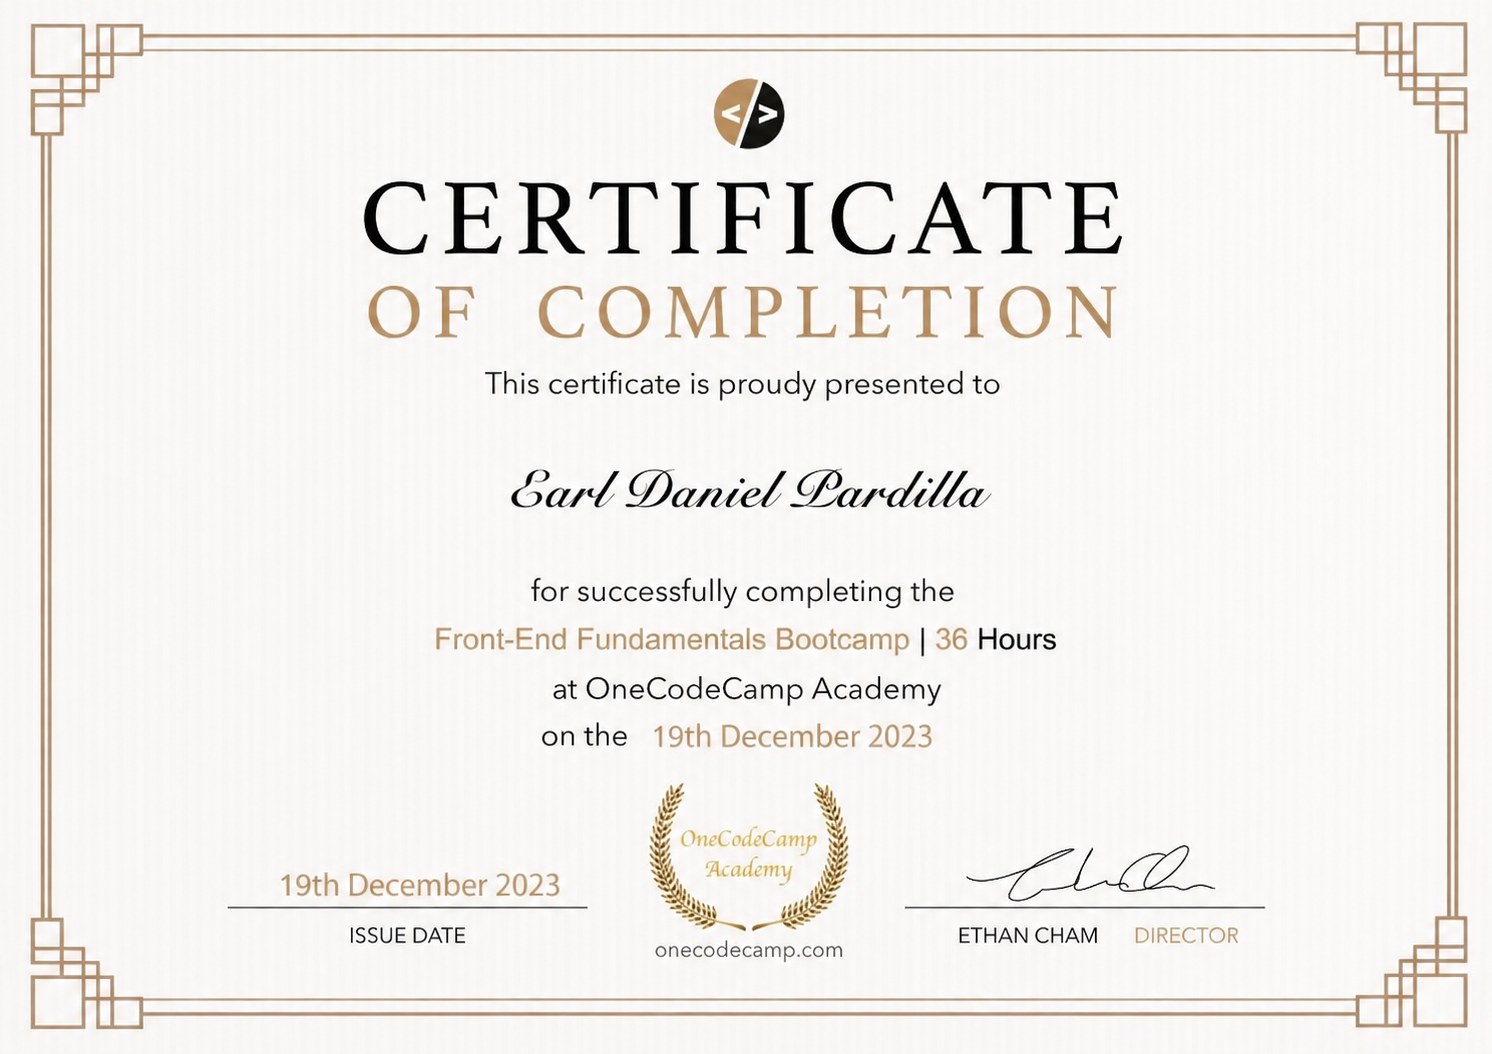 </>
CERTIFICATE
OF COMPLETION
This certificate is proudy presented to
Earl Daniel Pardilla
for successfully completing the
Front-End Fundamentals Bootcamp | 36 Hours
at OneCodeCamp Academy
on the 19th December 2023
OneCodeCamp
Academy
onecodecamp.com
19th December 2023
ISSUE DATE
ETHAN CHAM DIRECTOR